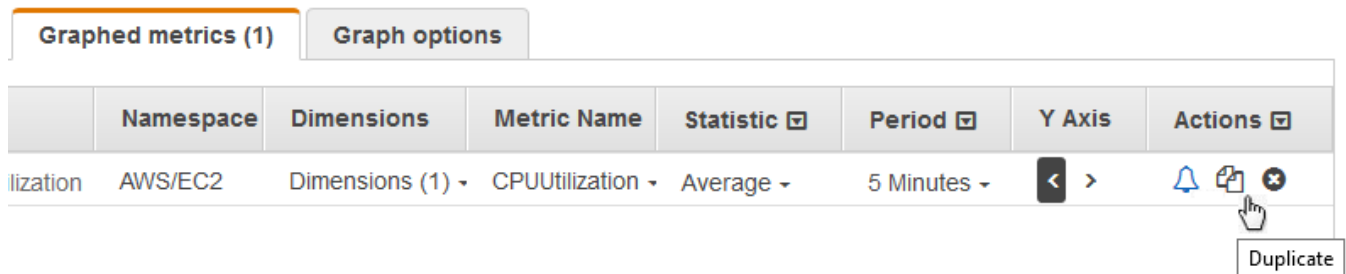 Graphed metrics (1) Graph options
Namespace Dimensions Metric Name Statistic Period Y Axis Actions
ilization AWS/EC2 Dimensions (1) CPUUtilization Average 5 Minutes < >
Duplicate